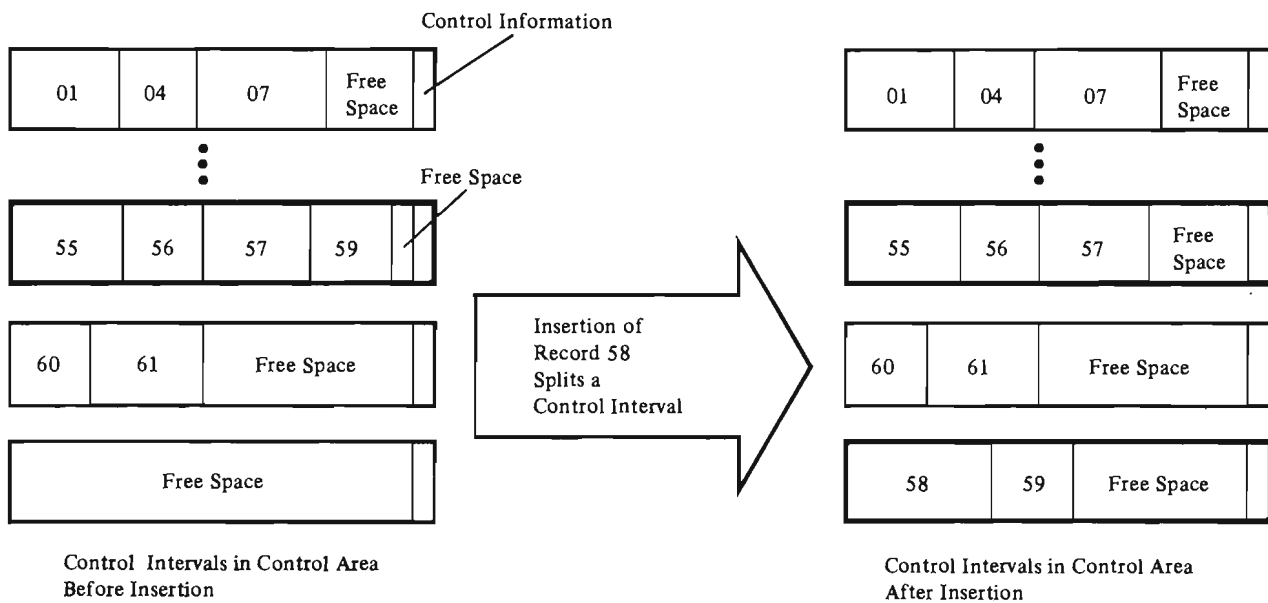 Control Information
01 04 07 Free Space
Free Space
55 56 57 59
60 61 Free Space
Free Space
Control Intervals in Control Area
Before Insertion
Insertion of
Record 58
Splits a
Control Interval
01 04 07 Free Space
55 56 57 Free Space
60 61 Free Space
58 59 Free Space
Control Intervals in Control Area
After Insertion